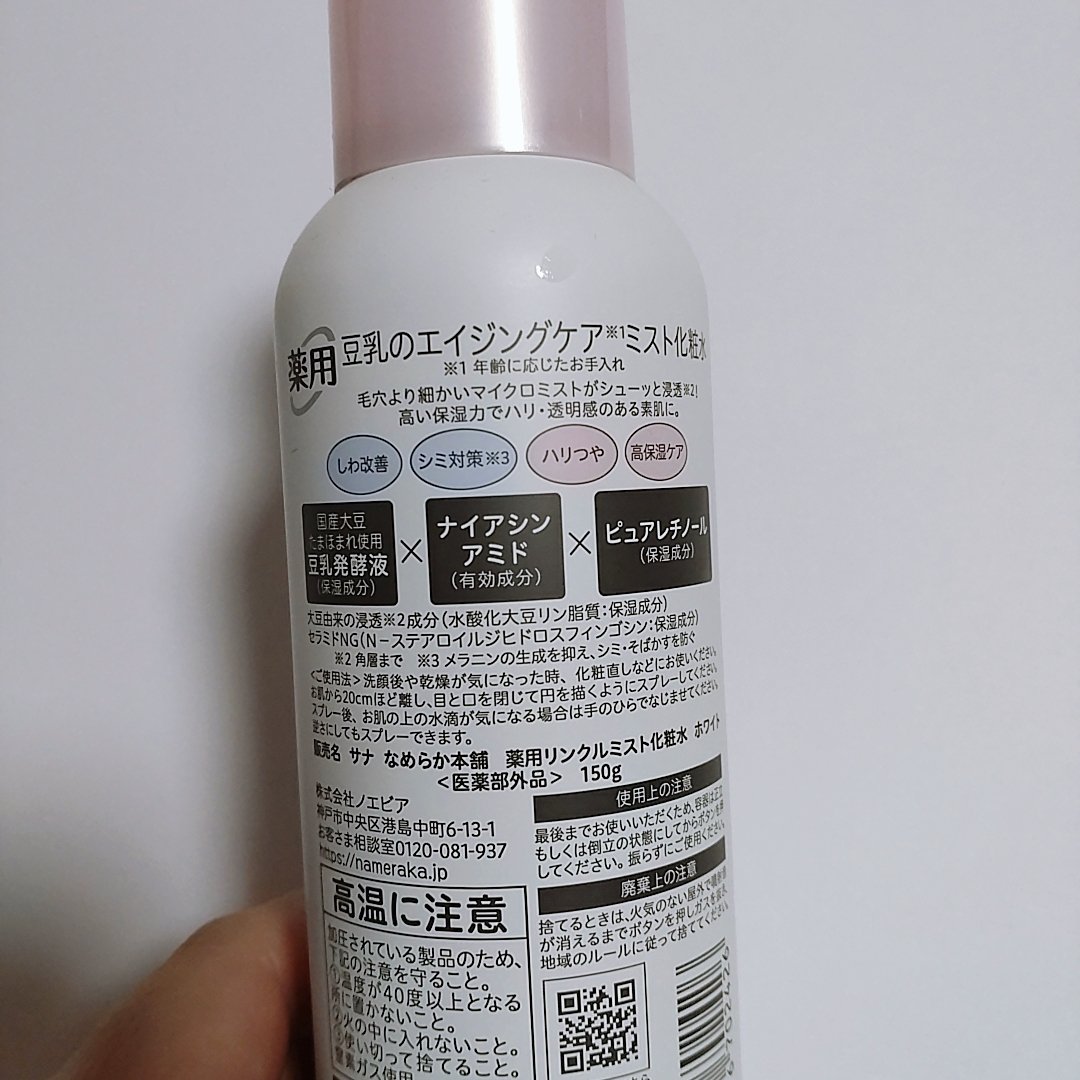 薬用 豆乳のエイジングケア※1ミスト化粧水
※1 年齢に応じたお手入れ
毛穴より細かいマイクロミストがシューッと浸透※2!
高い保湿力でハリ・透明感のある素肌に。
しわ改善 シミ対策※3 ハリつや 高保湿ケア
国産大豆
たまほまれ使用
豆乳発酵液
(保湿成分)
×
ナイアシン
アミド
(有効成分)
×
ピュアレチノール
(保湿成分)
大豆由来の浸透※2成分(水酸化大豆リン脂質:保湿成分)
セラミドNG(N-ステアロイルジヒドロスフィンゴシン:保湿成分)
※2 角層まで ※3 メラニンの生成を抑え、シミ・そばかすを防ぐ
<ご使用法>洗顔後や乾燥が気になった時、化粧直しなどにお使いください。
お肌から20cmほど離し、目と口を閉じて円を描くようにスプレーしてください。
スプレー後、お肌の上の水滴が気になる場合は手のひらでなじませてください。
逆さにしてもスプレーできます。
販売名 サナ なめらか本舗 薬用リンクルミスト化粧水 ホワイト
<医薬部外品> 150g
株式会社ノエビア
神戸市中央区港島中町6-13-1
お客さま相談室0120-081-937
https://nameraka.jp
高温に注意
加圧されている製品のため、
下記の注意を守ること。
①温度が40度以上となる
所に置かないこと。
②火の中に入れないこと。
③使い切って捨てること。
窒素ガス使用
使用上の注意
最後までお使いいただくため、容器は正立
もしくは倒立の状態にしてからボタンを押
してください。振らずにご使用ください。
廃棄上の注意
捨てるときは、火気のない屋外で噴射音
が消えるまでボタンを押しガスを抜き、
地域のルールに従って捨ててください。